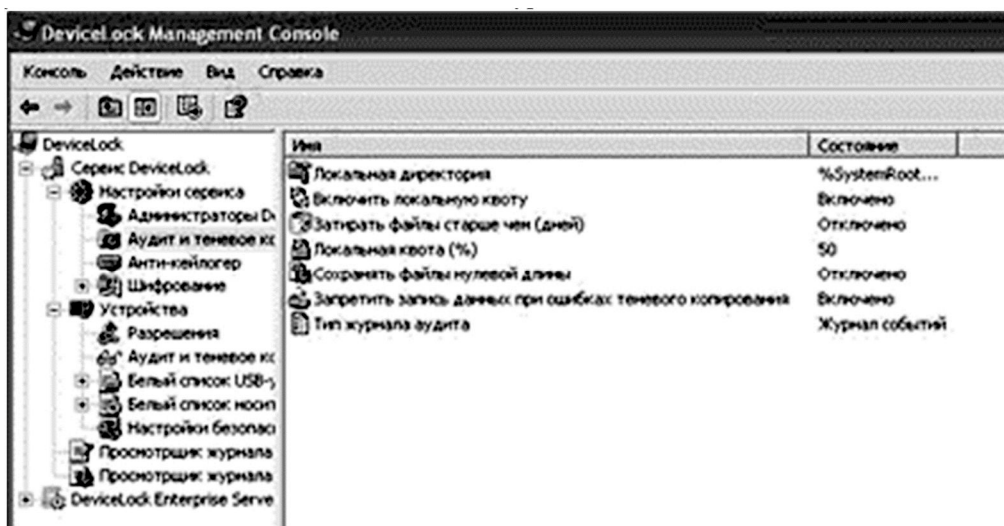 DeviceLock Management Console
Консоль Действие Вид Справка
DeviceLock
Сервис DeviceLock
Настройки сервиса
Администраторы De
Аудит и теневое ко
Анти-кейлогер
Шифрование
Устройства
Разрешения
Аудит и теневое ко
Белый список USB-у
Белый список носит
Настройки безопас
Просмотрщик журнала
Просмотрщик журнала
DeviceLock Enterprise Serve
Имя Состояние
Локальная директория %SystemRoot...
Включить локальную квоту Включено
Затирать файлы старше чем (дней) Отключено
Локальная квота (%) 50
Сохранять файлы нулевой длины Отключено
Запретить запись данных при ошибках теневого копирования Включено
Тип журнала аудита Журнал событий